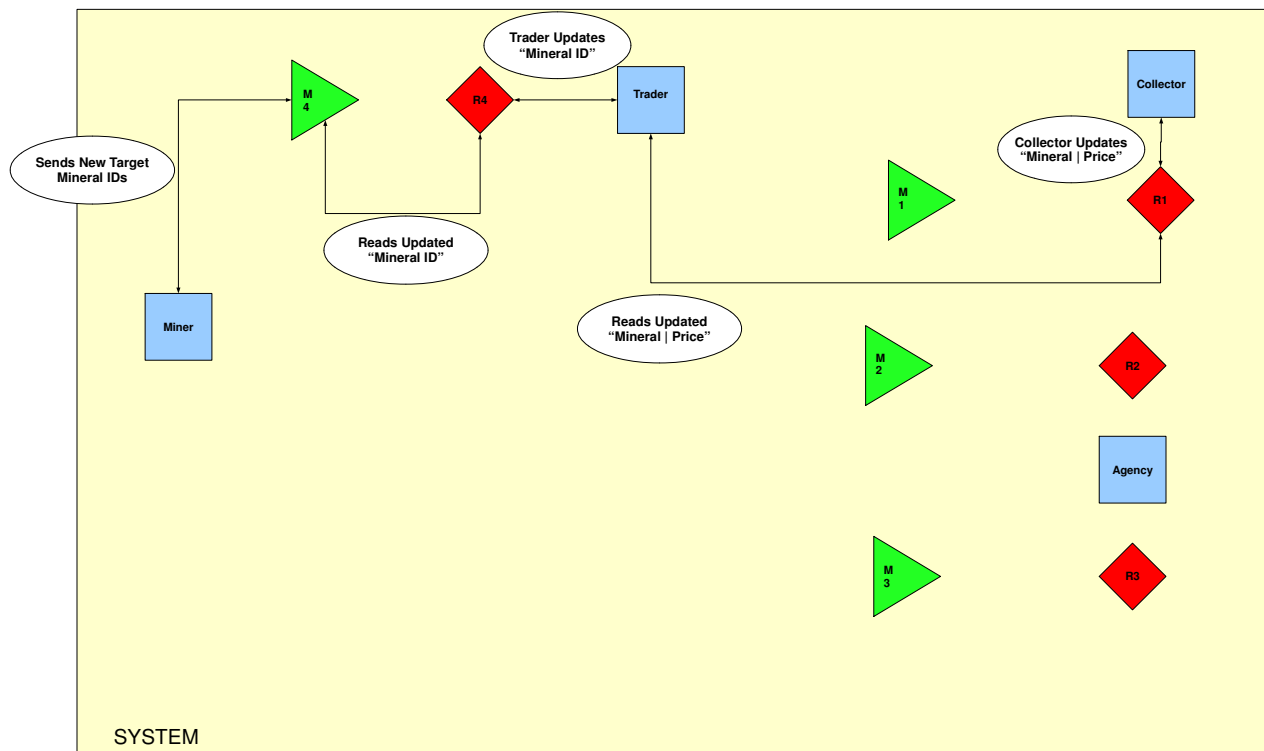 Trader Updates
“Mineral ID”
M
4
R4
Trader
Collector
Sends New Target
Mineral IDs
Collector Updates
“Mineral | Price”
M
1
R1
Reads Updated
“Mineral ID”
Miner
Reads Updated
“Mineral | Price”
M
2
R2
Agency
M
3
R3
SYSTEM